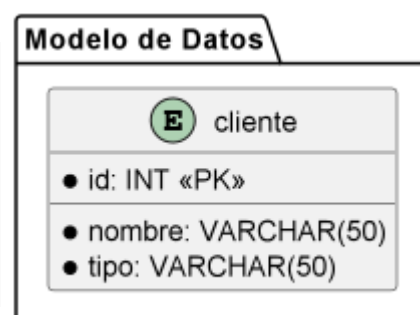 Modelo de Datos
E cliente
● id: INT «PK»
● nombre: VARCHAR(50)
● tipo: VARCHAR(50)